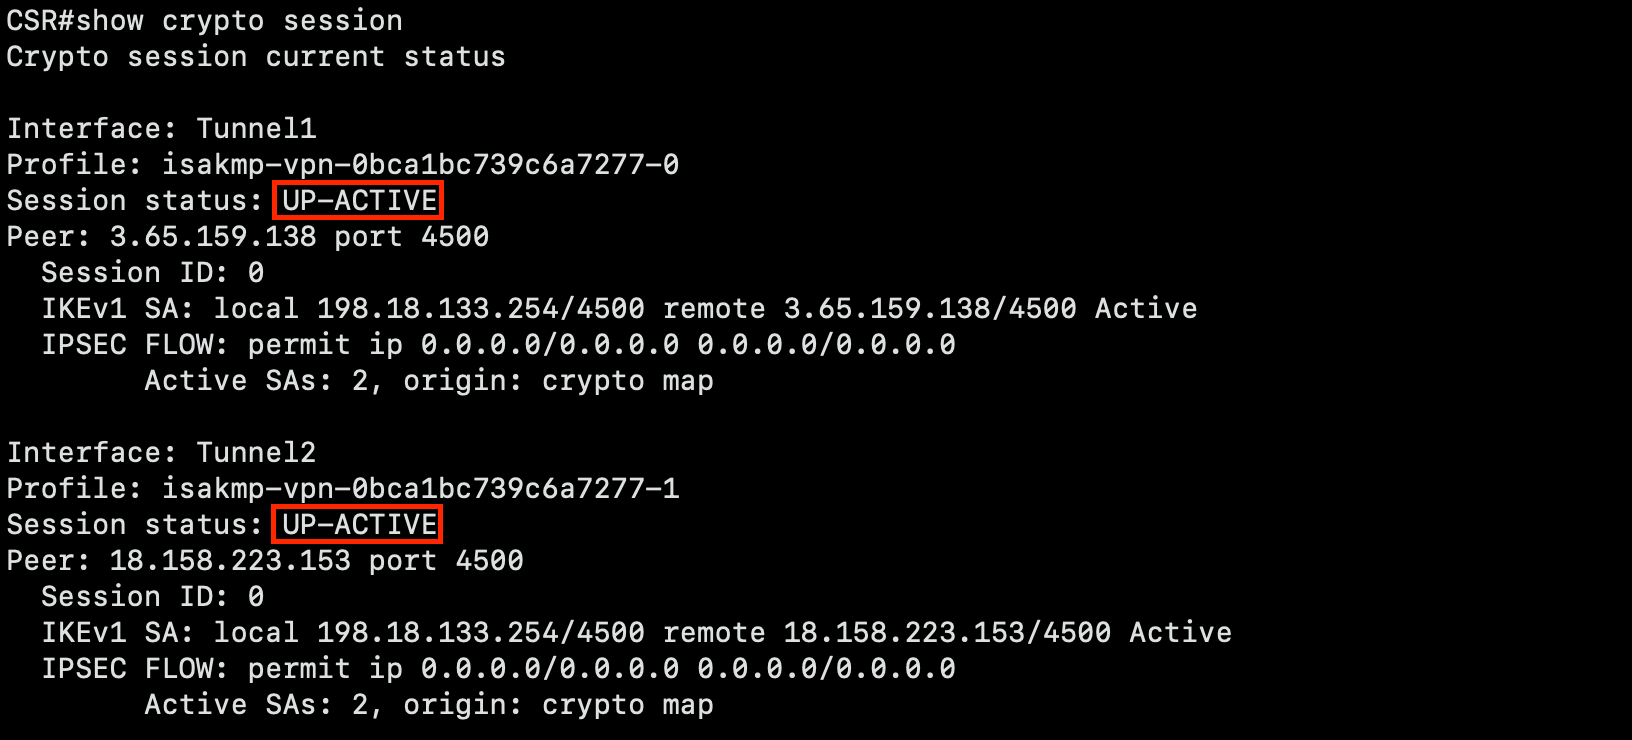 CSR#show crypto session
Crypto session current status

Interface: Tunnel1
Profile: isakmp-vpn-0bca1bc739c6a7277-0
Session status: UP-ACTIVE
Peer: 3.65.159.138 port 4500
  Session ID: 0
  IKEv1 SA: local 198.18.133.254/4500 remote 3.65.159.138/4500 Active
  IPSEC FLOW: permit ip 0.0.0.0/0.0.0.0 0.0.0.0/0.0.0.0
        Active SAs: 2, origin: crypto map

Interface: Tunnel2
Profile: isakmp-vpn-0bca1bc739c6a7277-1
Session status: UP-ACTIVE
Peer: 18.158.223.153 port 4500
  Session ID: 0
  IKEv1 SA: local 198.18.133.254/4500 remote 18.158.223.153/4500 Active
  IPSEC FLOW: permit ip 0.0.0.0/0.0.0.0 0.0.0.0/0.0.0.0
        Active SAs: 2, origin: crypto map